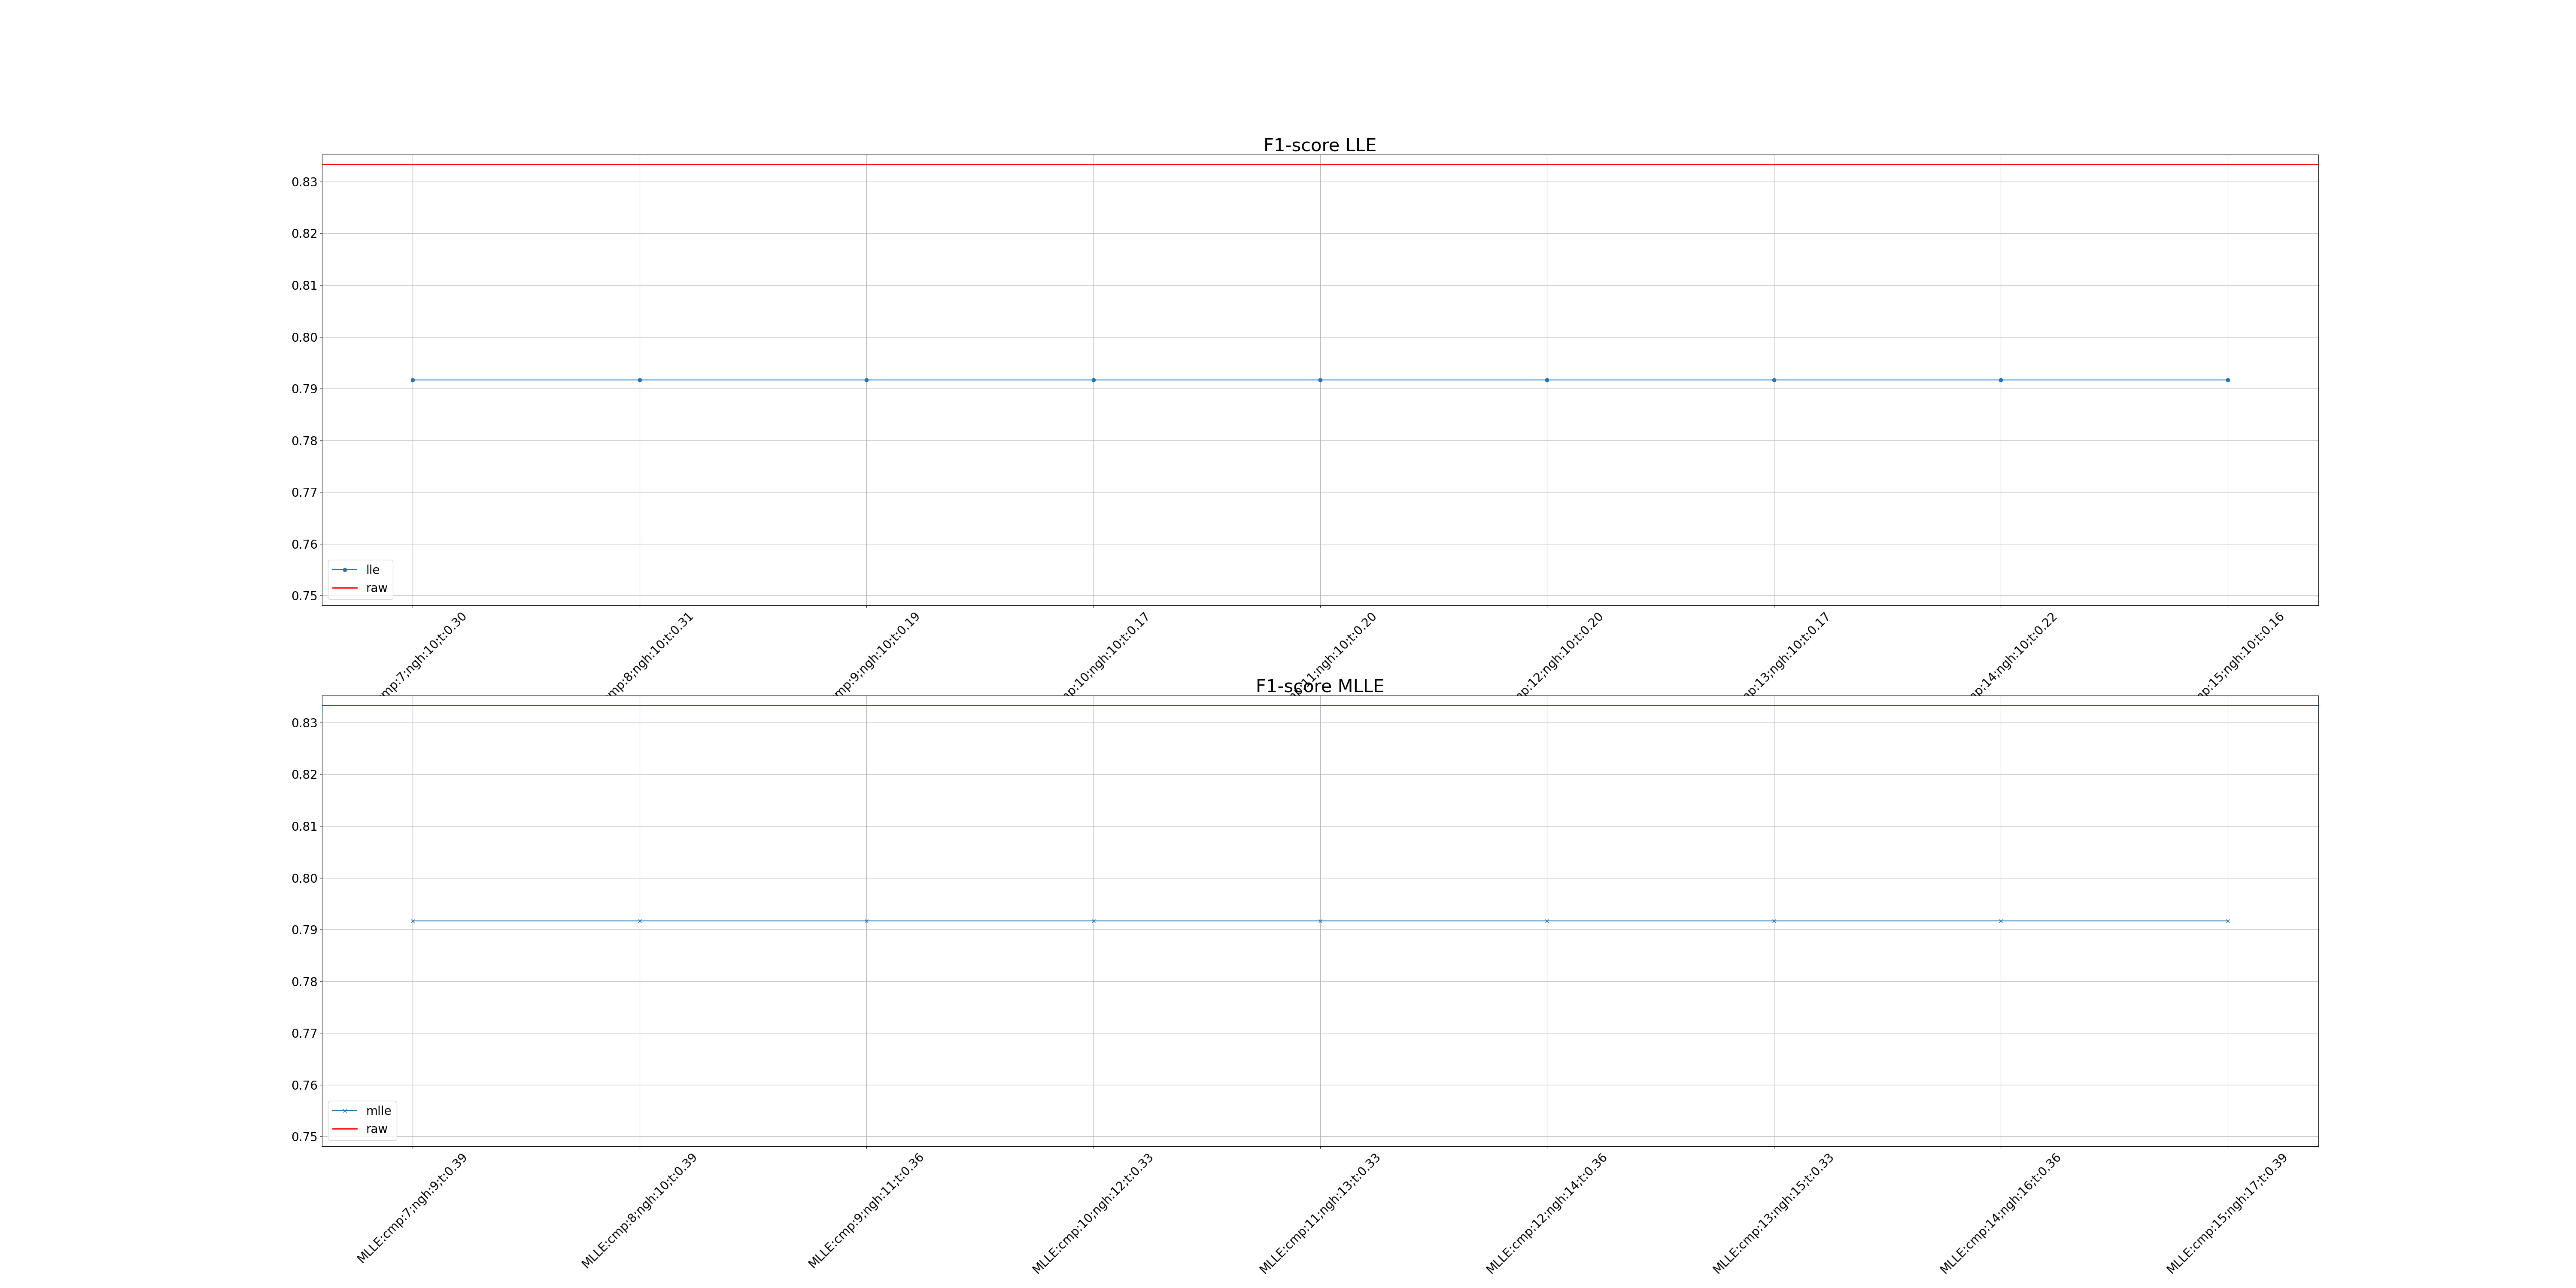 F1-score LLE
0.83
0.82
0.81
0.80
0.79
0.78
0.77
0.76
0.75
lle
raw
mp:7;ngh:10;t:0.30
mp:8;ngh:10;t:0.31
mp:9;ngh:10;t:0.19
p:10;ngh:10;t:0.17
11;ngh:10;t:0.20
p:12;ngh:10;t:0.20
p:13;ngh:10;t:0.17
p:14;ngh:10;t:0.22
p:15;ngh:10;t:0.16
F1-score MLLE
0.83
0.82
0.81
0.80
0.79
0.78
0.77
0.76
0.75
mlle
raw
MLLE:cmp:7;ngh:9;t:0.39
MLLE:cmp:8;ngh:10;t:0.39
MLLE:cmp:9;ngh:11;t:0.36
MLLE:cmp:10;ngh:12;t:0.33
MLLE:cmp:11;ngh:13;t:0.33
MLLE:cmp:12;ngh:14;t:0.36
MLLE:cmp:13;ngh:15;t:0.33
MLLE:cmp:14;ngh:16;t:0.36
MLLE:cmp:15;ngh:17;t:0.39